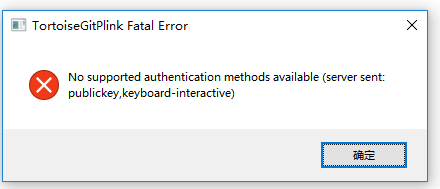 TortoiseGitPlink Fatal Error
No supported authentication methods available (server sent:
publickey,keyboard-interactive)
确定